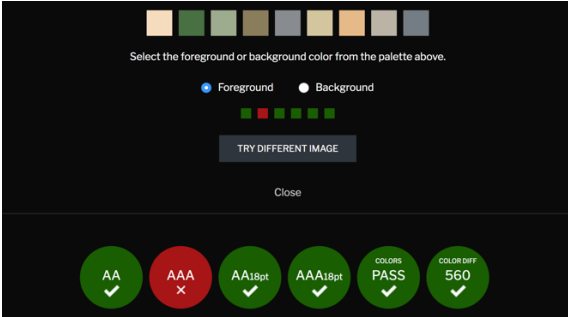 Select the foreground or background color from the palette above.
Foreground Background
TRY DIFFERENT IMAGE
Close
AA
AAA
AA18pt
AAA18pt
COLORS
PASS
COLOR DIFF
560